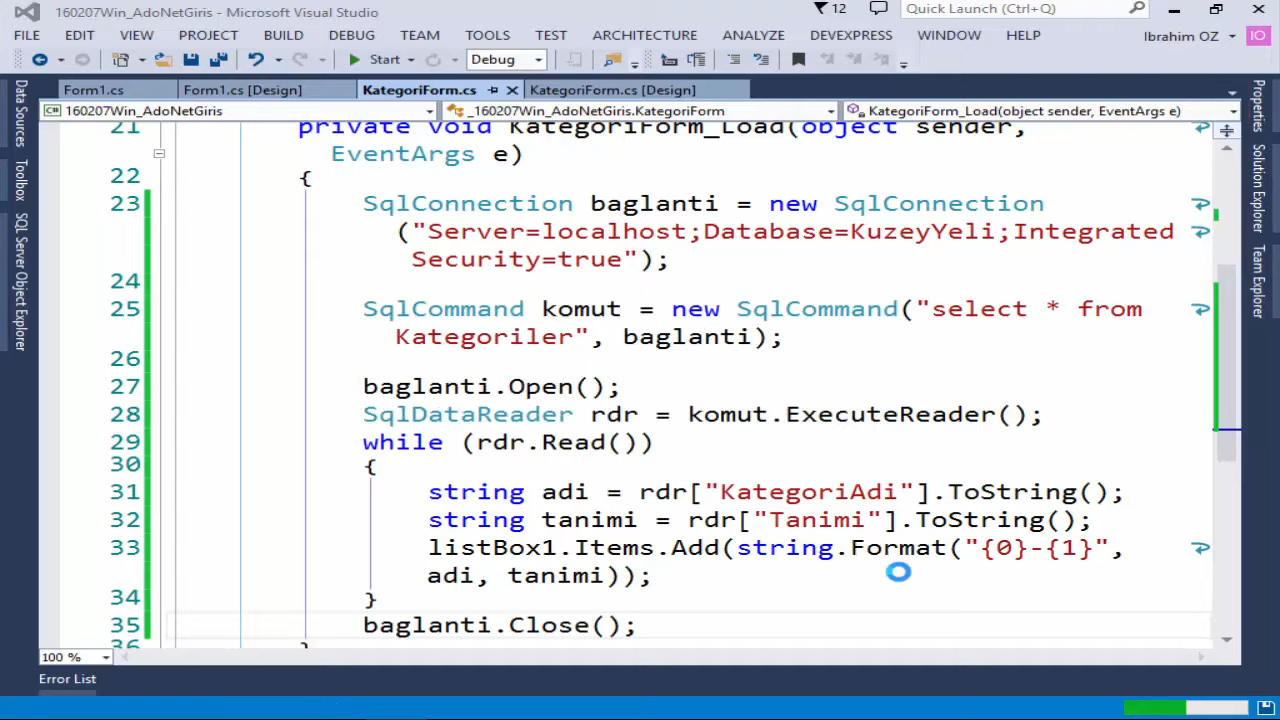 160207Win_AdoNetGiris - Microsoft Visual Studio
12
Quick Launch (Ctrl+Q)
FILE EDIT VIEW PROJECT BUILD DEBUG TEAM TOOLS TEST ARCHITECTURE ANALYZE DEVEXPRESS WINDOW HELP
Ibrahim OZ
IO
Start
Debug
Form1.cs
Form1.cs [Design]
KategoriForm.cs
KategoriForm.cs [Design]
160207Win_AdoNetGiris
_160207Win_AdoNetGiris.KategoriForm
KategoriForm_Load(object sender, EventArgs e)
Data Sources
Toolbox
SQL Server Object Explorer
21 private void KategoriForm_Load(object sender,
EventArgs e)
22 {
23 SqlConnection baglanti = new SqlConnection
("Server=localhost;Database=KuzeyYeli;Integrated
Security=true");
24
25 SqlCommand komut = new SqlCommand("select * from
Kategoriler", baglanti);
26
27 baglanti.Open();
28 SqlDataReader rdr = komut.ExecuteReader();
29 while (rdr.Read())
30 {
31 string adi = rdr["KategoriAdi"].ToString();
32 string tanimi = rdr["Tanimi"].ToString();
33 listBox1.Items.Add(string.Format("{0}-{1}",
adi, tanimi));
34 }
35 baglanti.Close();
36 }
Properties
Solution Explorer
Team Explorer
100 %
Error List